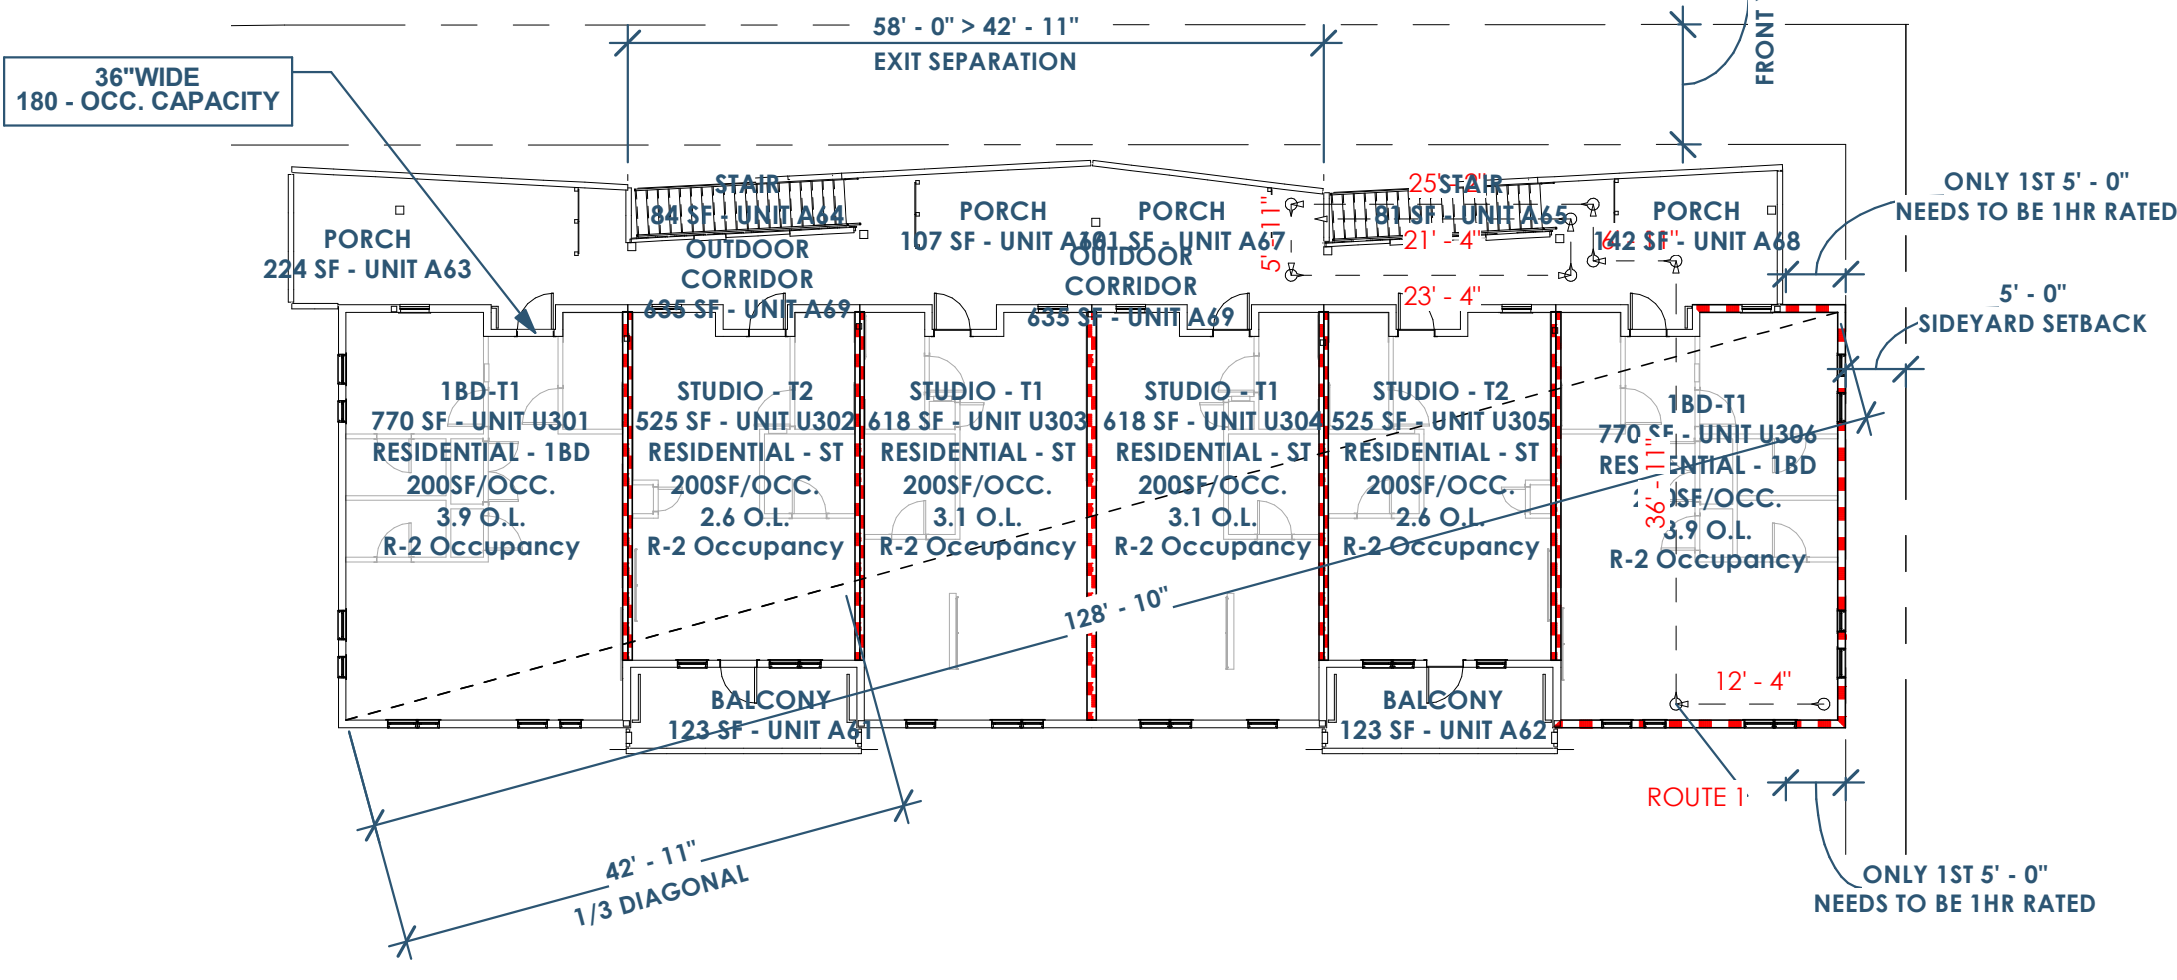 58' - 0" > 42' - 11"
EXIT SEPARATION
FRONT
36"WIDE
180 - OCC. CAPACITY
ONLY 1ST 5' - 0"
NEEDS TO BE 1HR RATED
5' - 0"
SIDEYARD SETBACK
PORCH
224 SF - UNIT A63
STAIR
84 SF - UNIT A64
OUTDOOR
CORRIDOR
635 SF - UNIT A69
PORCH
107 SF - UNIT
PORCH
101 SF - UNIT A67
OUTDOOR
CORRIDOR
635 SF - UNIT A69
5' - 11"
25'
STAIR
81 SF - UNIT A65
21' - 4"
23' - 4"
PORCH
142 SF - UNIT A68
1BD-T1
770 SF - UNIT U301
RESIDENTIAL - 1BD
200SF/OCC.
3.9 O.L.
R-2 Occupancy
STUDIO - T2
525 SF - UNIT U302
RESIDENTIAL - ST
200SF/OCC.
2.6 O.L.
R-2 Occupancy
STUDIO - T1
618 SF - UNIT U303
RESIDENTIAL - ST
200SF/OCC.
3.1 O.L.
R-2 Occupancy
STUDIO - T1
618 SF - UNIT U304
RESIDENTIAL - ST
200SF/OCC.
3.1 O.L.
R-2 Occupancy
STUDIO - T2
525 SF - UNIT U305
RESIDENTIAL - ST
200SF/OCC.
2.6 O.L.
R-2 Occupancy
1BD-T1
770 SF - UNIT U306
RESIDENTIAL - 1BD
200SF/OCC.
3.9 O.L.
R-2 Occupancy
36' - 11"
12' - 4"
128' - 10"
BALCONY
123 SF - UNIT A61
BALCONY
123 SF - UNIT A62
ROUTE 1
42' - 11"
1/3 DIAGONAL
ONLY 1ST 5' - 0"
NEEDS TO BE 1HR RATED